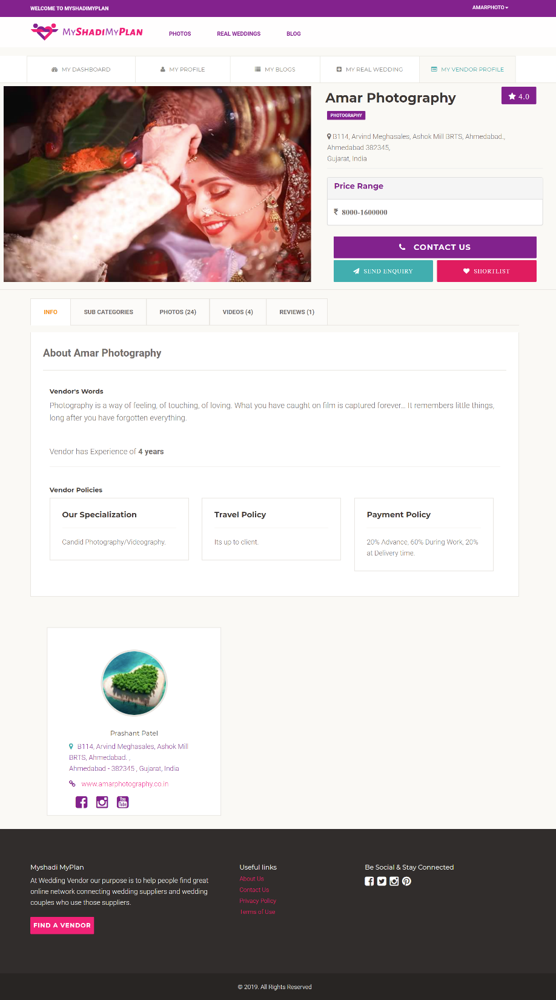 WELCOME TO MYSHADIMYPLAN
AMARPHOTO
MYSHADIMYPLAN
PHOTOS
REAL WEDDINGS
BLOG
MY DASHBOARD
MY PROFILE
MY BLOGS
MY REAL WEDDING
MY VENDOR PROFILE
Amar Photography
4.0
PHOTOGRAPHY
B114, Arvind Meghasales, Ashok Mill BRTS, Ahmedabad.,
Ahmedabad 382345,
Gujarat, India
Price Range
₹ 8000-1600000
CONTACT US
SEND ENQUIRY
SHORTLIST
INFO
SUB CATEGORIES
PHOTOS (24)
VIDEOS (4)
REVIEWS (1)
About Amar Photography
Vendor's Words
Photography is a way of feeling, of touching, of loving. What you have caught on film is captured forever... It remembers little things,
long after you have forgotten everything.
Vendor has Experience of 4 years
Vendor Policies
Our Specialization
Candid Photography/Videography.
Travel Policy
Its up to client.
Payment Policy
20% Advance, 60% During Work, 20%
at Delivery time.
Prashant Patel
B114, Arvind Meghasales, Ashok Mill
BRTS, Ahmedabad. ,
Ahmedabad - 382345 , Gujarat, India
www.amarphotography.co.in
You Tube
Myshadi MyPlan
At Wedding Vendor our purpose is to help people find great
online network connecting wedding suppliers and wedding
couples who use those suppliers.
FIND A VENDOR
Useful links
About Us
Contact Us
Privacy Policy
Terms of Use
Be Social & Stay Connected
© 2019. All Rights Reserved